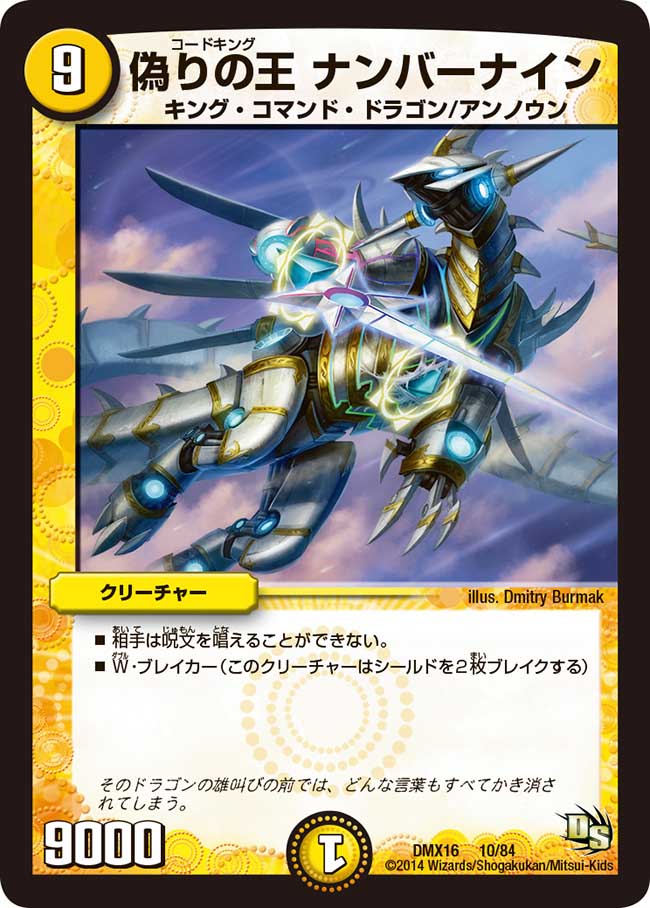 9
コードキング
偽りの王 ナンバーナイン
キング・コマンド・ドラゴン/アンノウン
クリーチャー
illus. Dmitry Burmak
■ 相手は呪文を唱えることができない。
■ W・ブレイカー（このクリーチャーはシールドを2枚ブレイクする）
そのドラゴンの雄叫びの前では、どんな言葉もすべてかき消さ
れてしまう。
9000
1
DS
DMX16 10/84
©2014 Wizards/Shogakukan/Mitsui-Kids